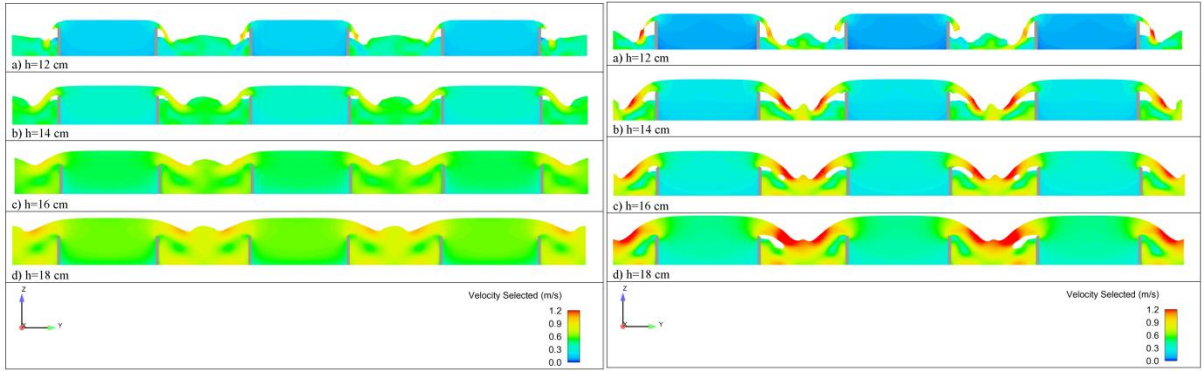 a) h=12 cm
b) h=14 cm
c) h=16 cm
d) h=18 cm
Z
X
Y
Velocity Selected (m/s)
1.2
0.9
0.6
0.3
0.0
a) h=12 cm
b) h=14 cm
c) h=16 cm
d) h=18 cm
Z
X
Y
Velocity Selected (m/s)
1.2
0.9
0.6
0.3
0.0